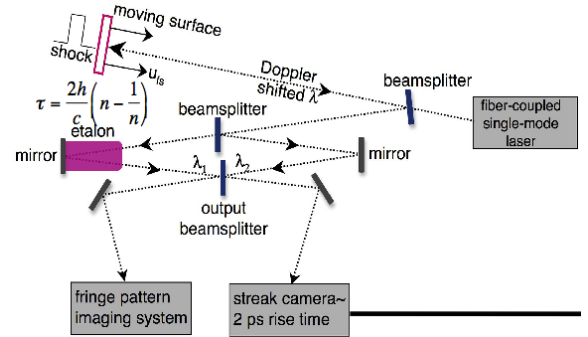 moving surface
shock
u_fs
Doppler
shifted λ
beamsplitter
fiber-coupled
single-mode
laser
τ = 2h/c (n − 1/n)
etalon
mirror
beamsplitter
mirror
λ₁ λ₂
output
beamsplitter
fringe pattern
imaging system
streak camera~
2 ps rise time